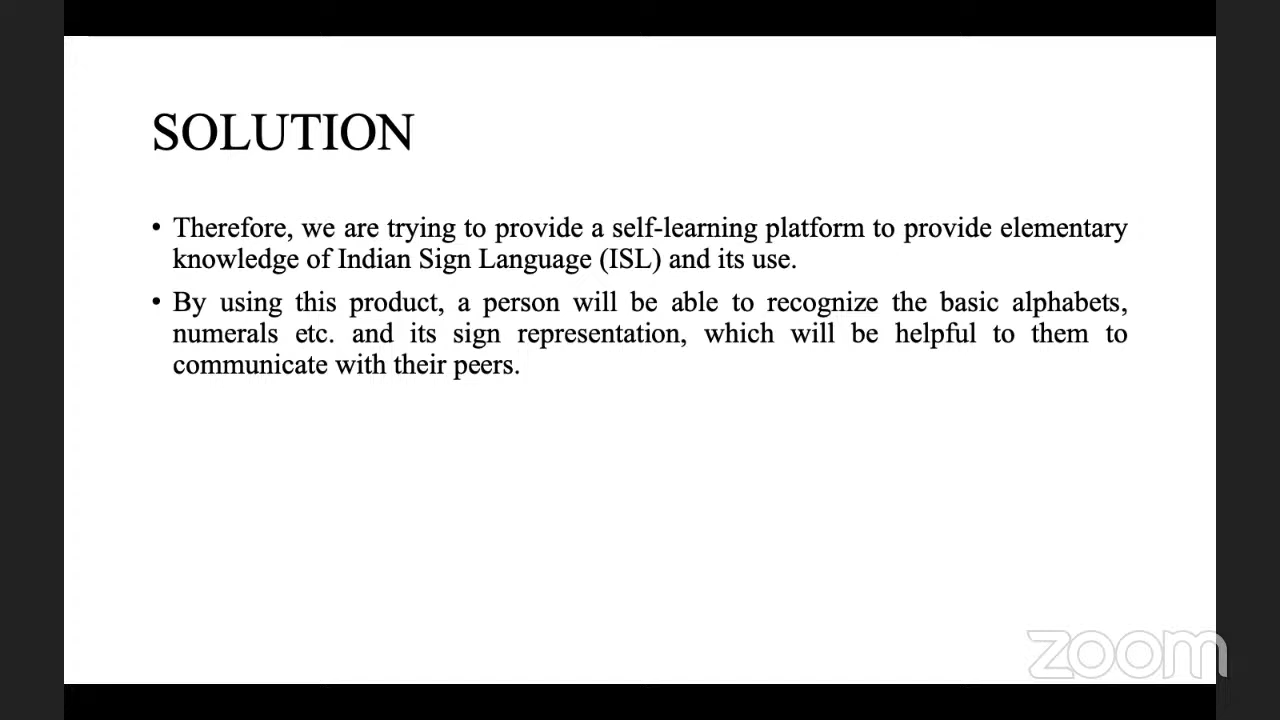 SOLUTION
• Therefore, we are trying to provide a self-learning platform to provide elementary
knowledge of Indian Sign Language (ISL) and its use.
• By using this product, a person will be able to recognize the basic alphabets,
numerals etc. and its sign representation, which will be helpful to them to
communicate with their peers.
zoom